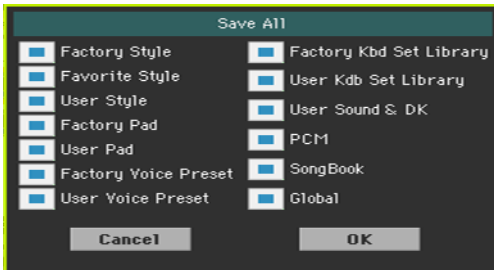 Save All
Factory Style
Favorite Style
User Style
Factory Pad
User Pad
Factory Voice Preset
User Voice Preset
Factory Kbd Set Library
User Kdb Set Library
User Sound & DK
PCM
SongBook
Global
Cancel
OK